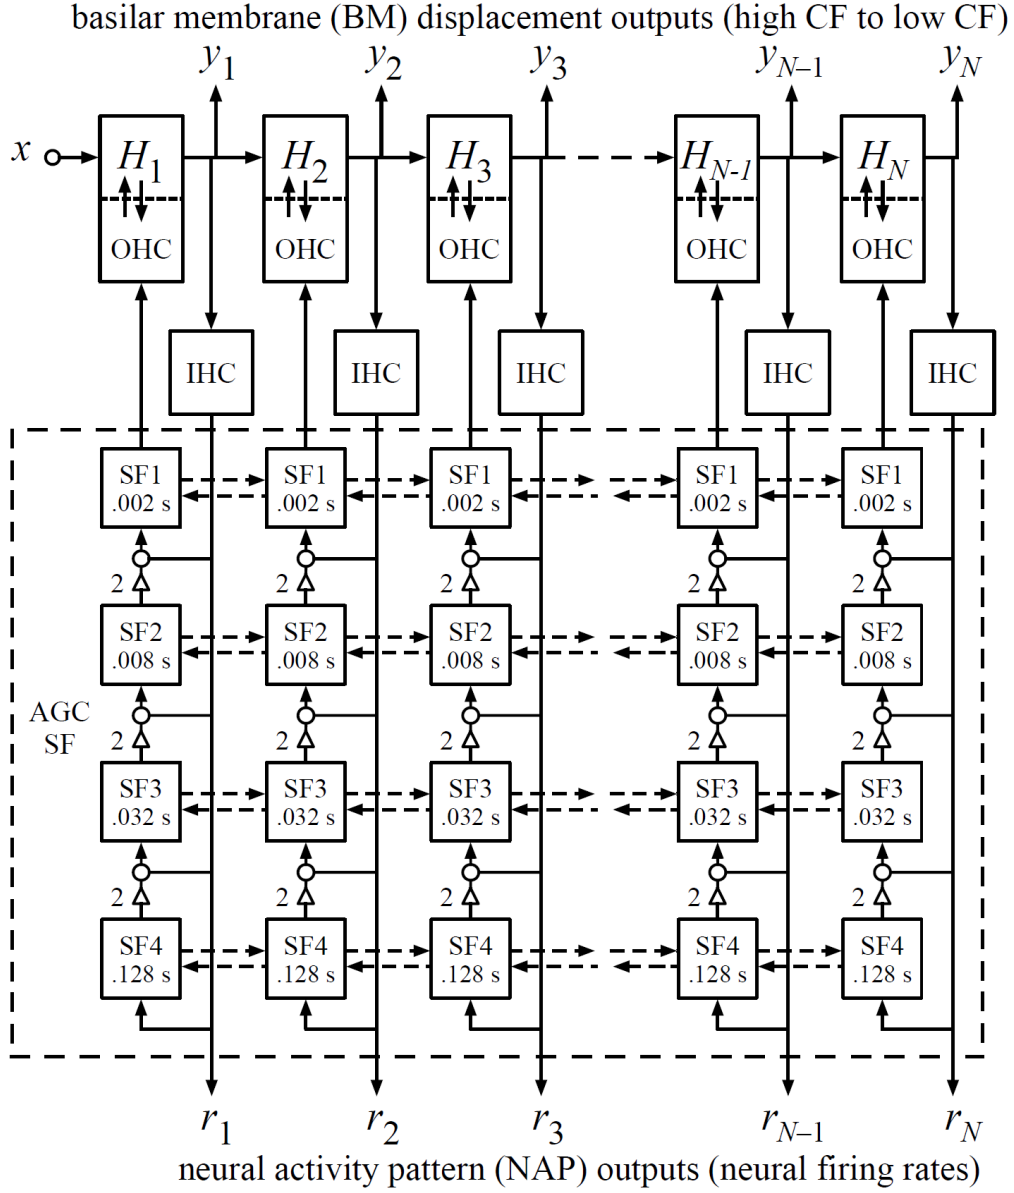 basilar membrane (BM) displacement outputs (high CF to low CF)
y1 y2 y3 yN–1 yN
x H1 H2 H3 HN-1 HN
OHC OHC OHC OHC OHC
IHC IHC IHC IHC IHC
SF1 SF1 SF1 SF1 SF1
.002 s .002 s .002 s .002 s .002 s
2 2 2 2 2
SF2 SF2 SF2 SF2 SF2
.008 s .008 s .008 s .008 s .008 s
AGC
SF
2 2 2 2 2
SF3 SF3 SF3 SF3 SF3
.032 s .032 s .032 s .032 s .032 s
2 2 2 2 2
SF4 SF4 SF4 SF4 SF4
.128 s .128 s .128 s .128 s .128 s
r1 r2 r3 rN–1 rN
neural activity pattern (NAP) outputs (neural firing rates)